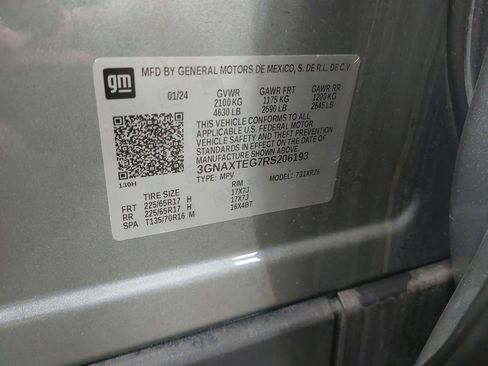 gm
MFD BY GENERAL MOTORS DE MEXICO, S. DE R.L. DE C.V.
01/24 GVWR GAWR FRT GAWR RR
2100 KG 1175 KG 1200 KG
4630 LB 2590 LB 2645 LB
THIS VEHICLE CONFORMS TO ALL
APPLICABLE U.S. FEDERAL MOTOR
VEHICLE SAFETY AND THEFT PREVENTION
STANDARDS IN EFFECT ON THE DATE OF
MANUFACTURE SHOWN ABOVE.
3GNAXTEG7RS206193
TYPE: MPV MODEL: 731XR26
130H
TIRE SIZE RIM
FRT 225/65R17 H 17X7J
RR 225/65R17 H 17X7J
SPA T135/70R16 M 16X4BT